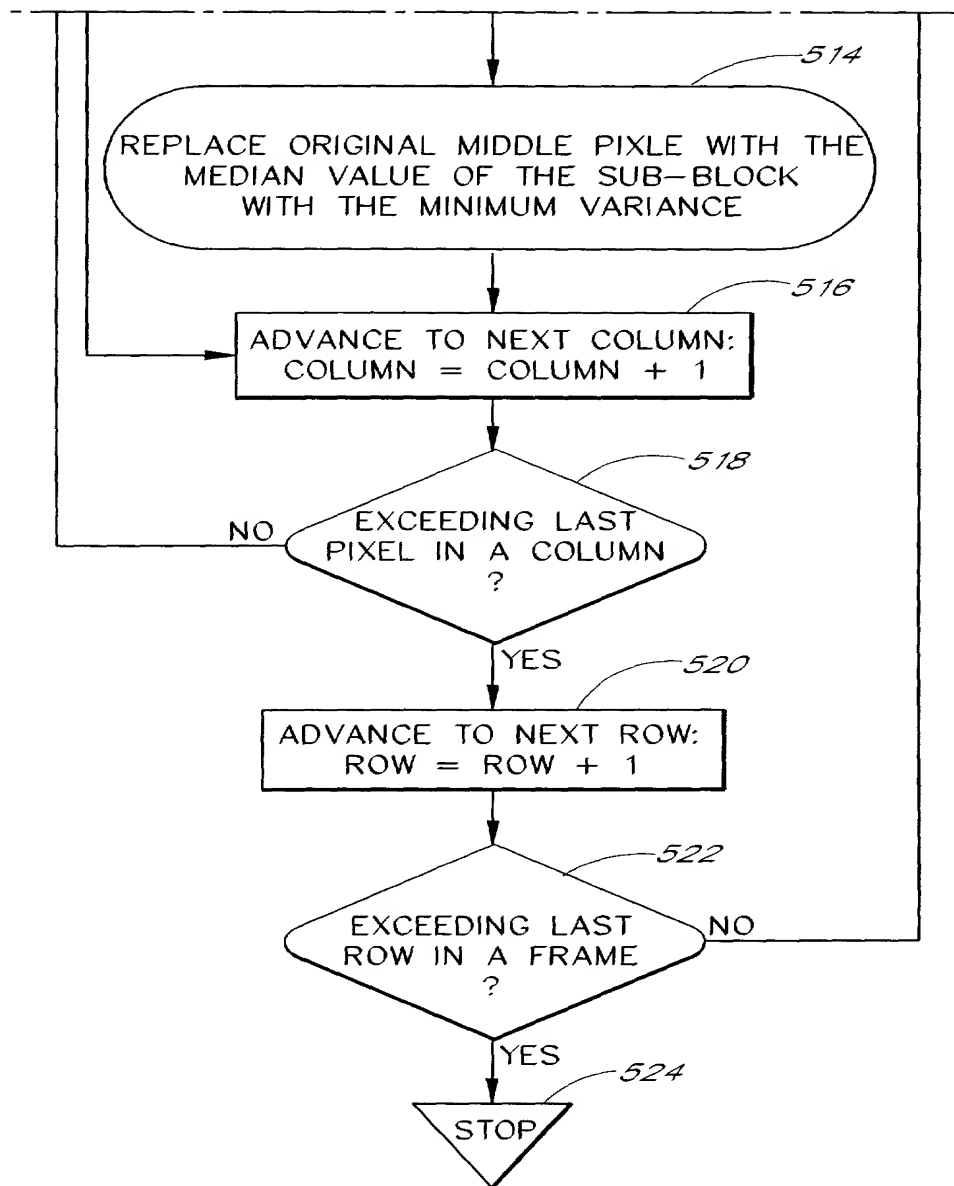 514
REPLACE ORIGINAL MIDDLE PIXLE WITH THE
MEDIAN VALUE OF THE SUB-BLOCK
WITH THE MINIMUM VARIANCE
516
ADVANCE TO NEXT COLUMN:
COLUMN = COLUMN + 1
518
EXCEEDING LAST
PIXEL IN A COLUMN
?
NO
YES
520
ADVANCE TO NEXT ROW:
ROW = ROW + 1
522
EXCEEDING LAST
ROW IN A FRAME
?
NO
YES
524
STOP